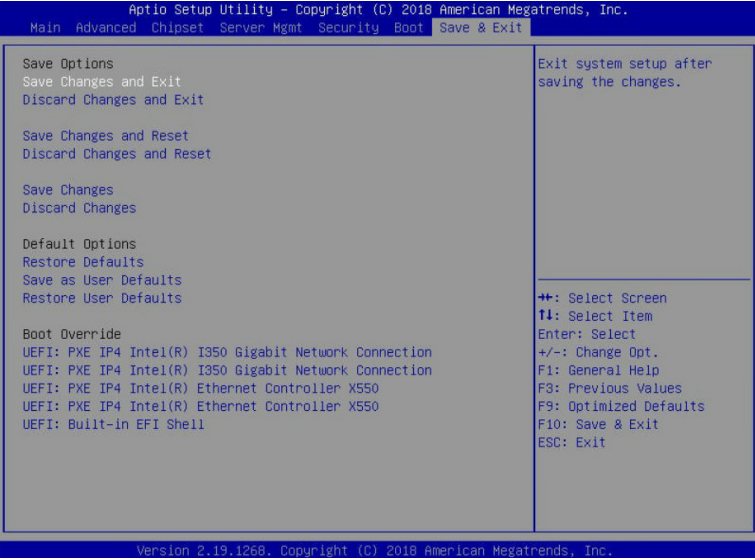 Aptio Setup Utility – Copyright (C) 2018 American Megatrends, Inc.
Main Advanced Chipset Server Mgmt Security Boot Save & Exit
Save Options
Save Changes and Exit
Discard Changes and Exit
Save Changes and Reset
Discard Changes and Reset
Save Changes
Discard Changes
Default Options
Restore Defaults
Save as User Defaults
Restore User Defaults
Boot Override
UEFI: PXE IP4 Intel(R) I350 Gigabit Network Connection
UEFI: PXE IP4 Intel(R) I350 Gigabit Network Connection
UEFI: PXE IP4 Intel(R) Ethernet Controller X550
UEFI: PXE IP4 Intel(R) Ethernet Controller X550
UEFI: Built-in EFI Shell
Exit system setup after
saving the changes.
→←: Select Screen
↑↓: Select Item
Enter: Select
+/-: Change Opt.
F1: General Help
F3: Previous Values
F9: Optimized Defaults
F10: Save & Exit
ESC: Exit
Version 2.19.1268. Copyright (C) 2018 American Megatrends, Inc.